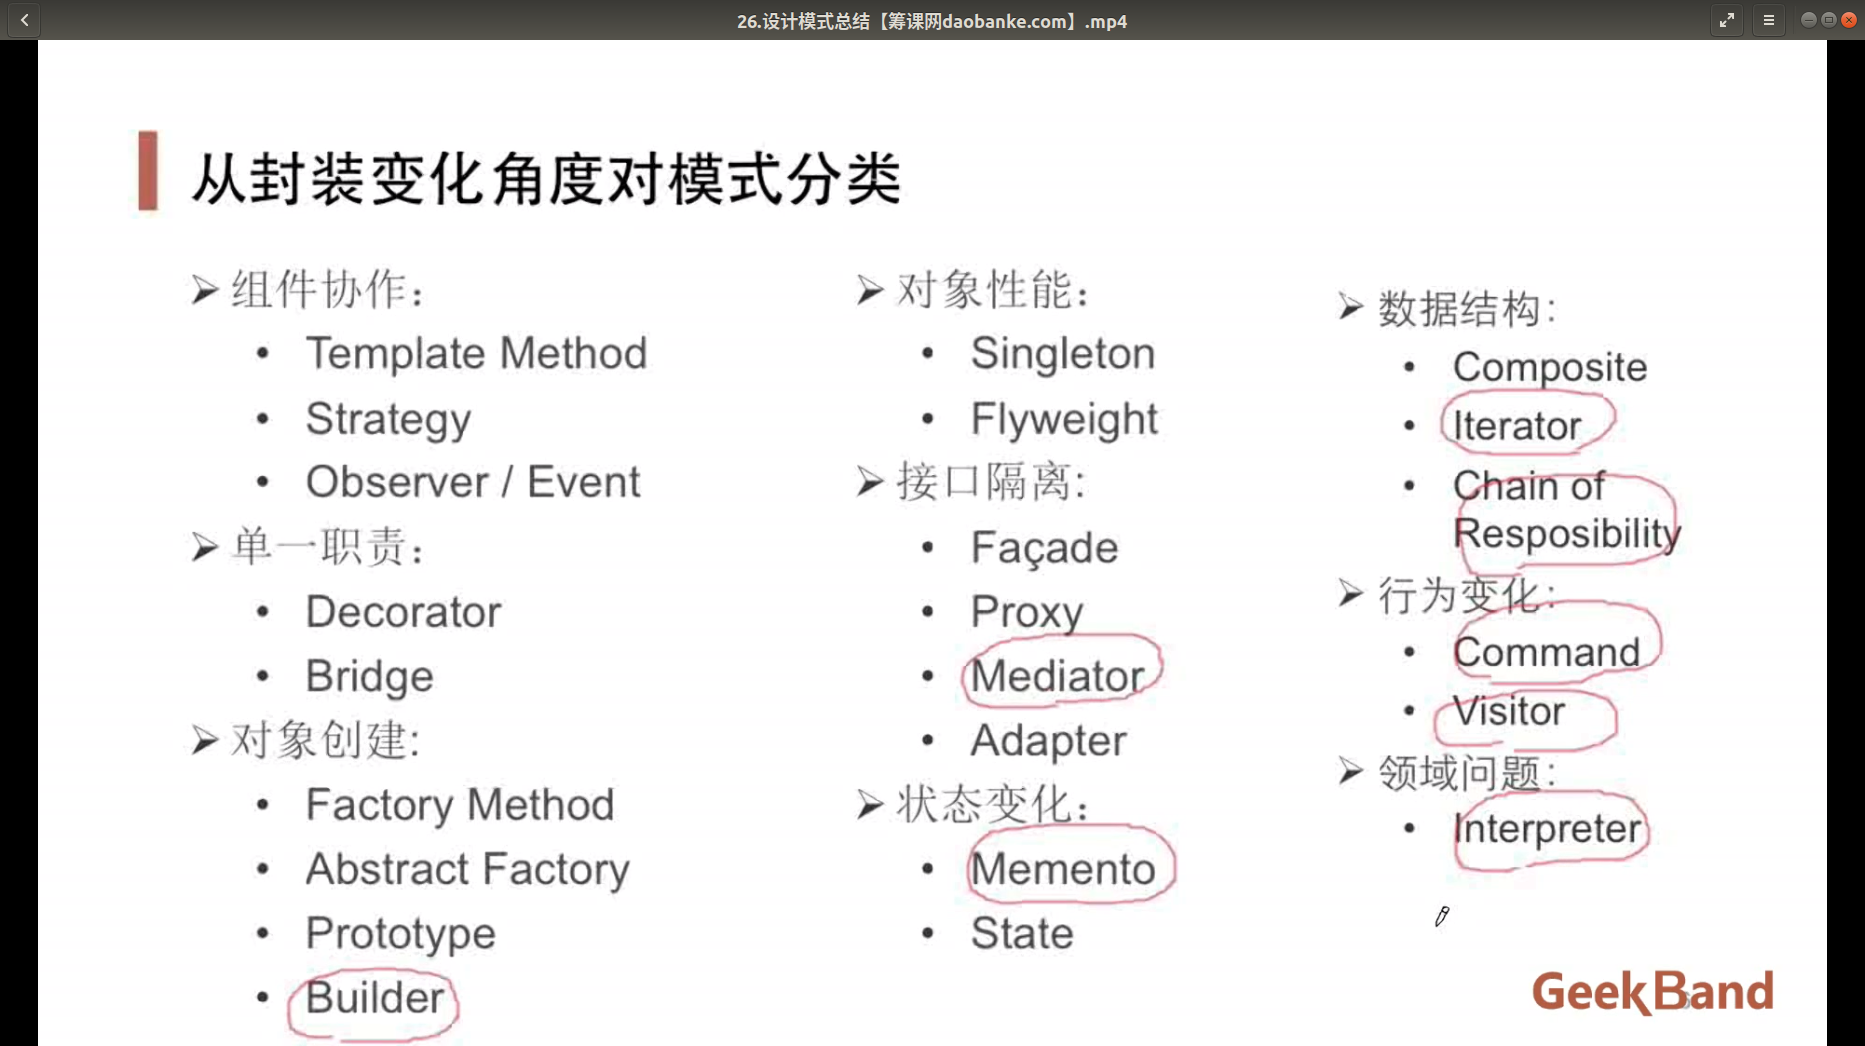 26.设计模式总结【筹课网daobanke.com】.mp4
从封装变化角度对模式分类
➢ 组件协作：
• Template Method
• Strategy
• Observer / Event
➢ 单一职责：
• Decorator
• Bridge
➢ 对象创建:
• Factory Method
• Abstract Factory
• Prototype
• Builder
➢ 对象性能：
• Singleton
• Flyweight
➢ 接口隔离:
• Façade
• Proxy
• Mediator
• Adapter
➢ 状态变化：
• Memento
• State
➢ 数据结构:
• Composite
• Iterator
• Chain of
Resposibility
➢ 行为变化:
• Command
• Visitor
➢ 领域问题:
• Interpreter
GeekBand